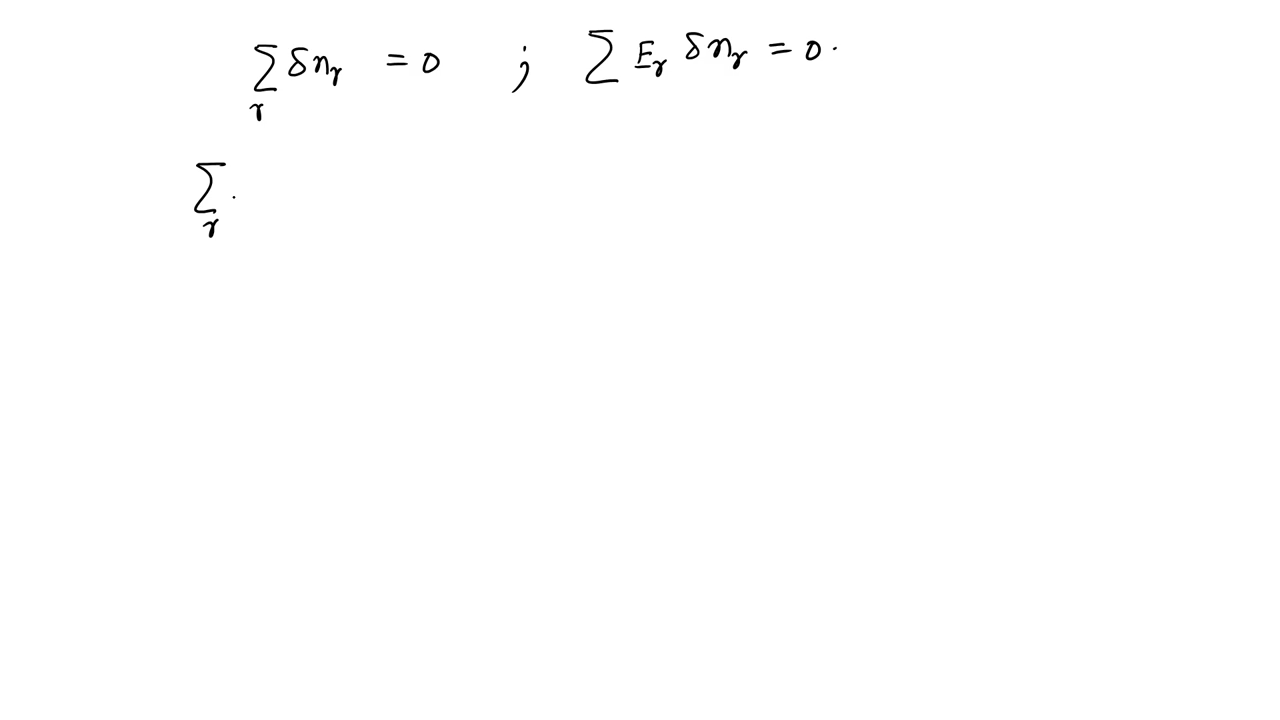 ∑_r δn_r = 0 ; ∑ E_r δn_r = 0.
∑_r .